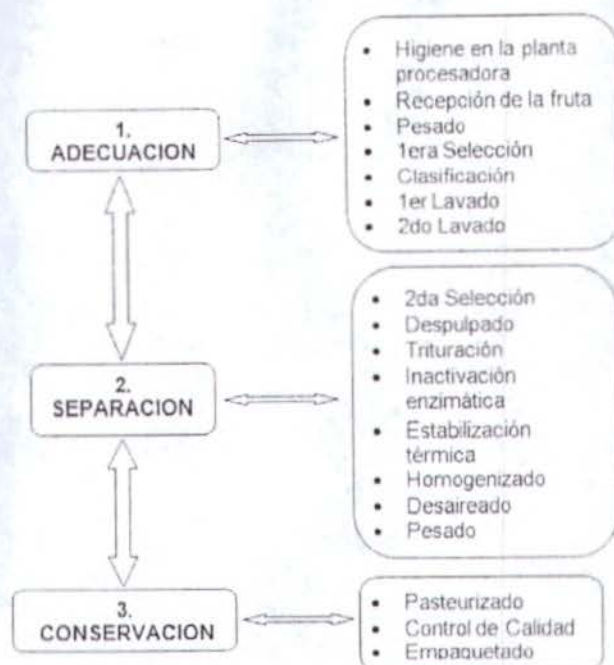 1.
ADECUACION
• Higiene en la planta
procesadora
• Recepción de la fruta
• Pesado
• 1era Selección
• Clasificación
• 1er Lavado
• 2do Lavado
2.
SEPARACION
• 2da Selección
• Despulpado
• Trituración
• Inactivación
enzimática
• Estabilización
térmica
• Homogenizado
• Desaireado
• Pesado
3.
CONSERVACION
• Pasteurizado
• Control de Calidad
• Empaquetado